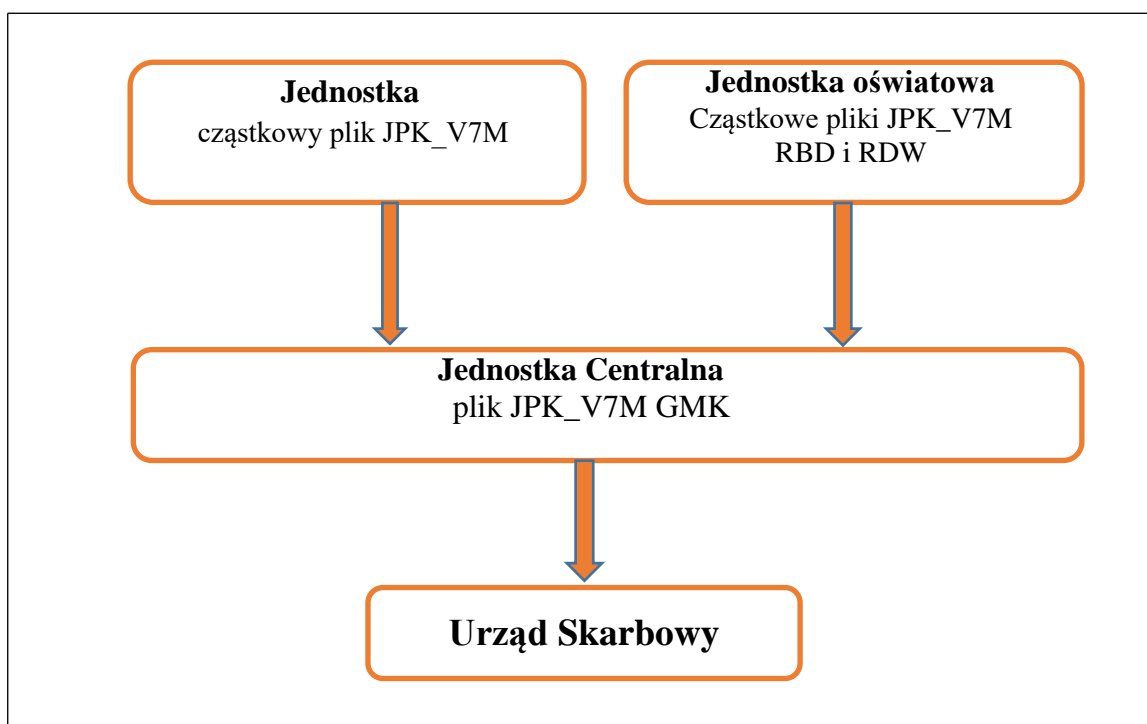 Jednostka
cząstkowy plik JPK_V7M
Jednostka oświatowa
Cząstkowe pliki JPK_V7M
RBD i RDW
Jednostka Centralna
plik JPK_V7M GMK
Urząd Skarbowy